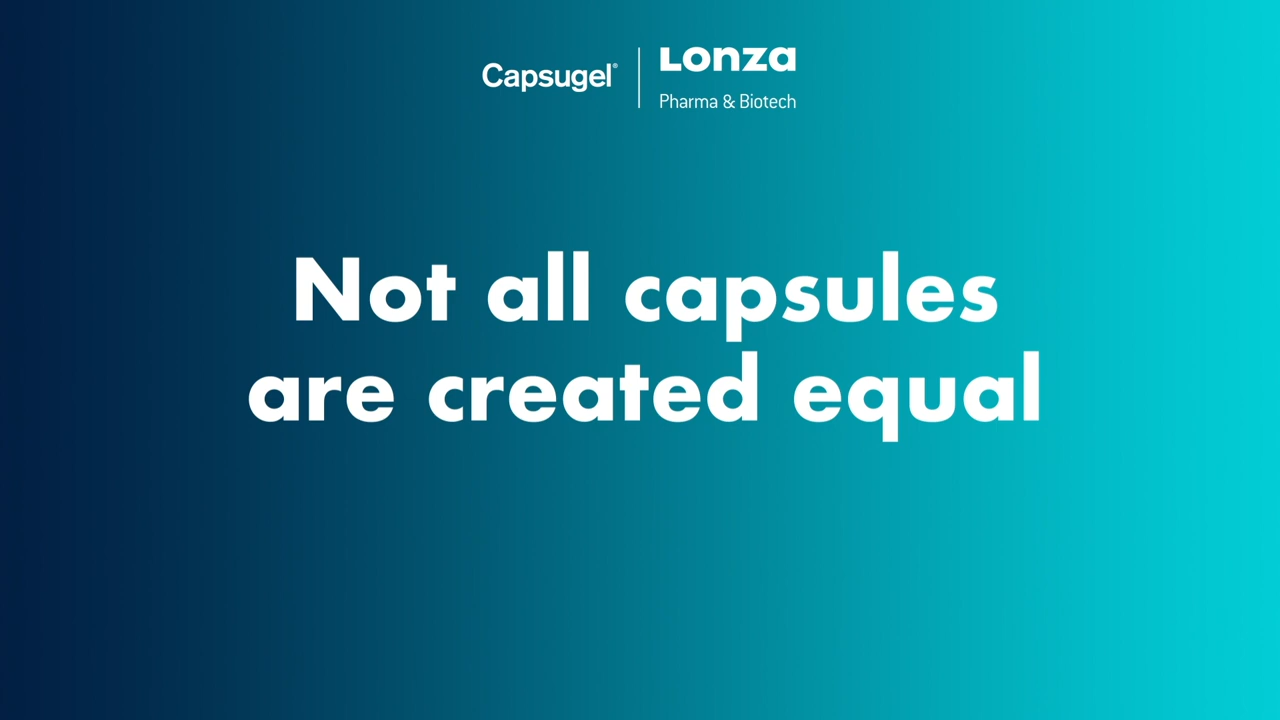 Capsugel®
Lonza
Pharma & Biotech
Not all capsules
are created equal